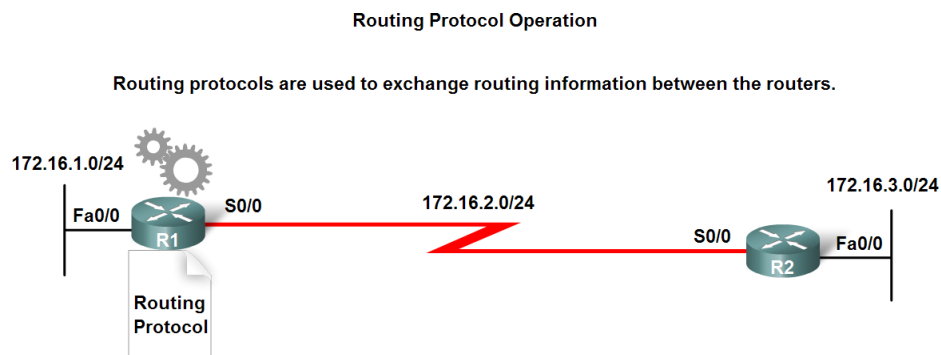 Routing Protocol Operation
Routing protocols are used to exchange routing information between the routers.
172.16.1.0/24
172.16.3.0/24
172.16.2.0/24
Fa0/0
S0/0
R1
S0/0
Fa0/0
R2
Routing
Protocol